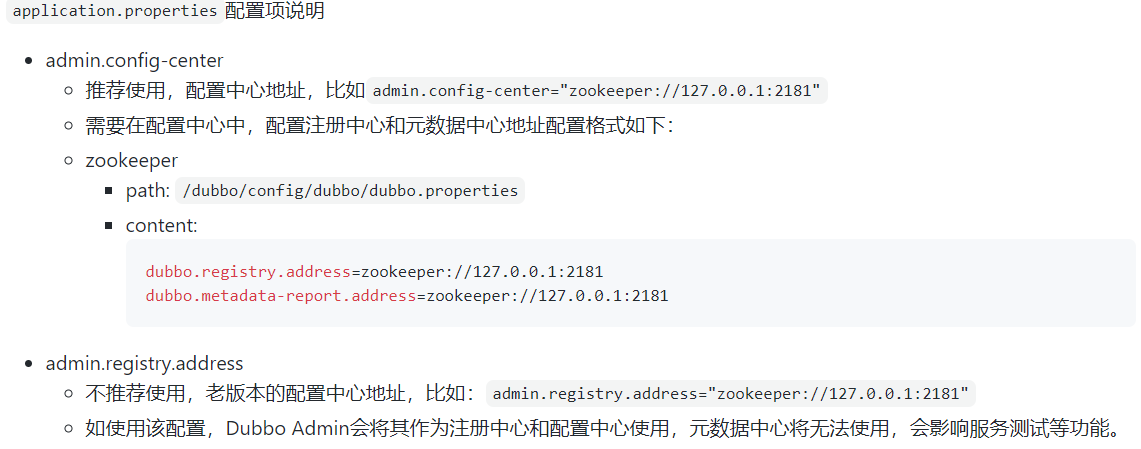 application.properties 配置项说明
admin.config-center
推荐使用，配置中心地址，比如 admin.config-center="zookeeper://127.0.0.1:2181"
需要在配置中心中，配置注册中心和元数据中心地址配置格式如下：
zookeeper
path: /dubbo/config/dubbo/dubbo.properties
content:
dubbo.registry.address=zookeeper://127.0.0.1:2181
dubbo.metadata-report.address=zookeeper://127.0.0.1:2181
admin.registry.address
不推荐使用，老版本的配置中心地址，比如： admin.registry.address="zookeeper://127.0.0.1:2181"
如使用该配置，Dubbo Admin会将其作为注册中心和配置中心使用，元数据中心将无法使用，会影响服务测试等功能。